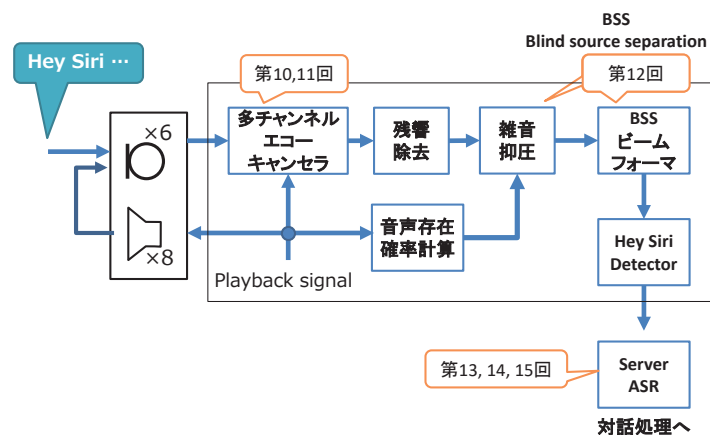 BSS
Blind source separation
Hey Siri …
第10,11回
第12回
×6
多チャンネル
エコー
キャンセラ
残響
除去
雑音
抑圧
BSS
ビーム
フォーマ
×8
音声存在
確率計算
Hey Siri
Detector
Playback signal
第13, 14, 15回
Server
ASR
対話処理へ